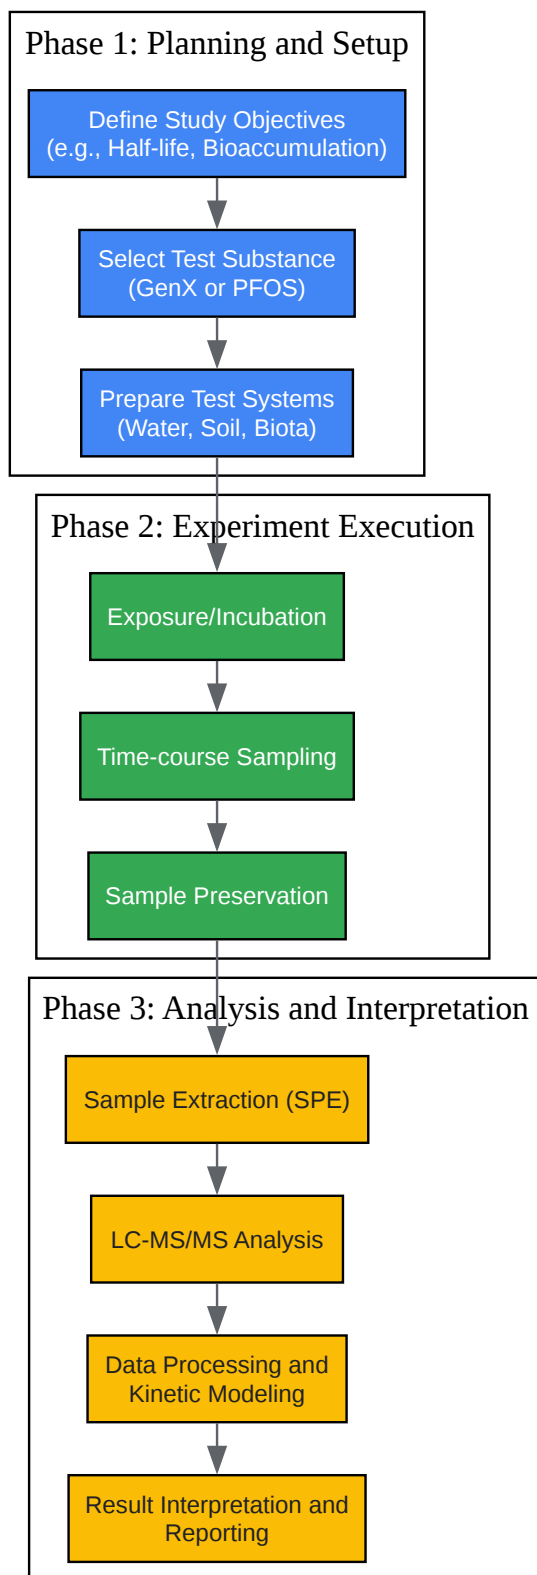 Phase 1: Planning and Setup
Define Study Objectives
(e.g., Half-life, Bioaccumulation)
Select Test Substance
(GenX or PFOS)
Prepare Test Systems
(Water, Soil, Biota)
Phase 2: Experiment Execution
Exposure/Incubation
Time-course Sampling
Sample Preservation
Phase 3: Analysis and Interpretation
Sample Extraction (SPE)
LC-MS/MS Analysis
Data Processing and
Kinetic Modeling
Result Interpretation and
Reporting